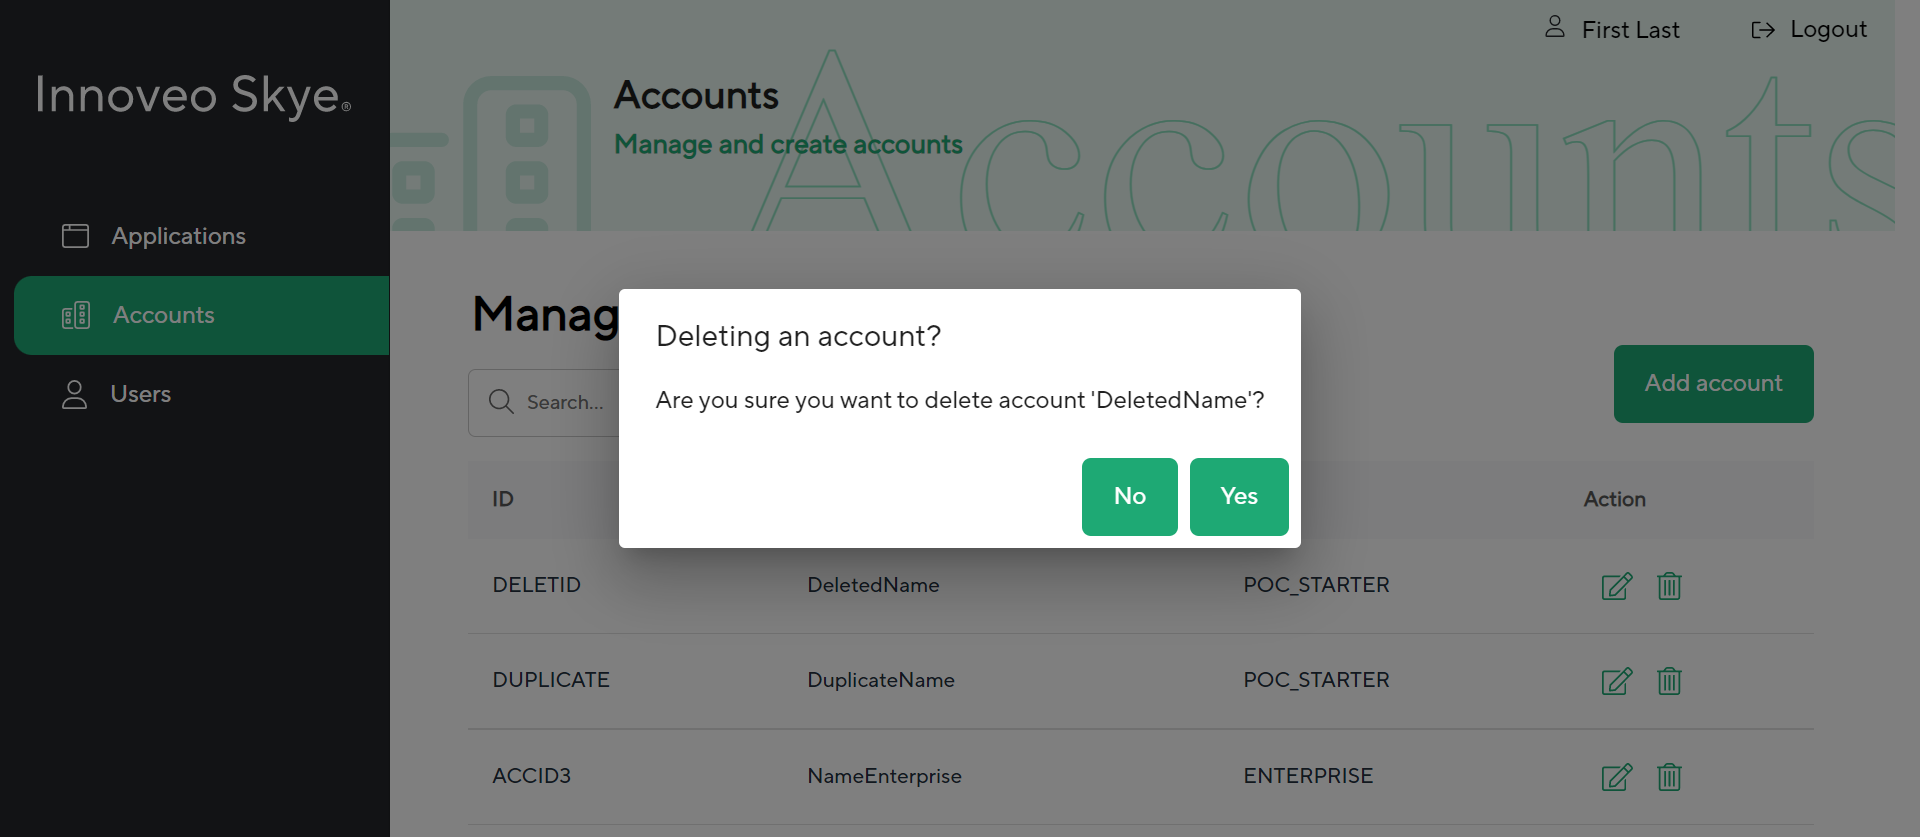 Innoveo Skye®
Applications
Accounts
Users
First Last
Logout
Accounts
Accounts
Manage and create accounts
Search...
Add account
ID
Action
DELETID DeletedName POC_STARTER
DUPLICATE DuplicateName POC_STARTER
ACCID3 NameEnterprise ENTERPRISE
Deleting an account?
Are you sure you want to delete account 'DeletedName'?
No
Yes